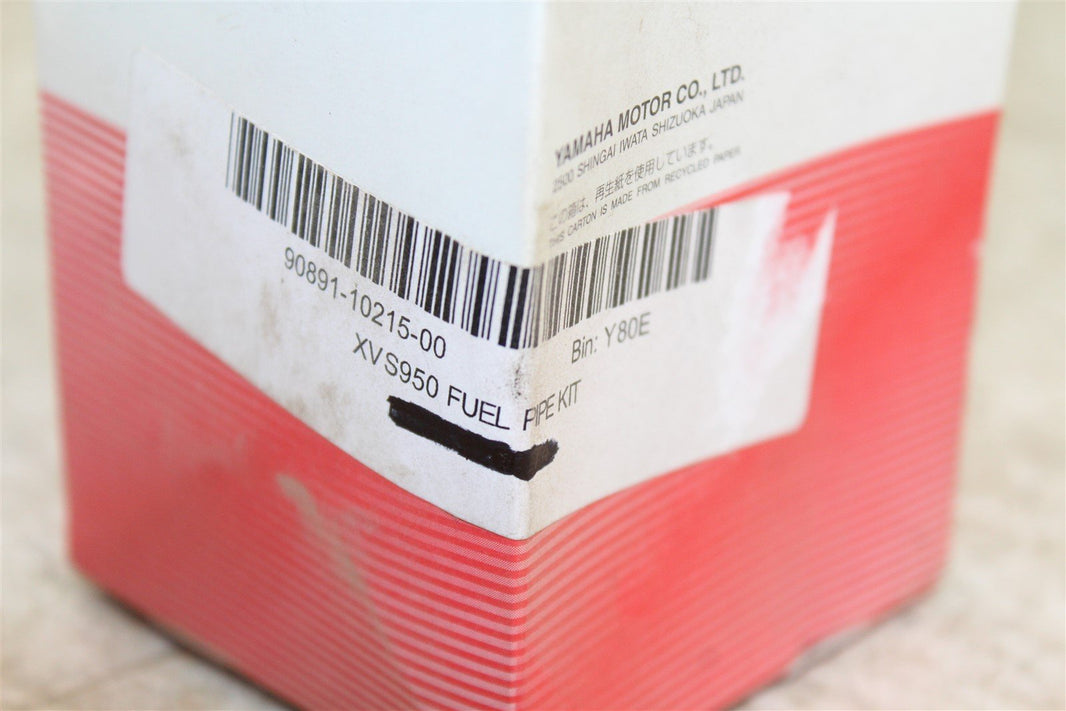 YAMAHA MOTOR CO., LTD.
2500 SHINGAI IWATA SHIZUOKA JAPAN
この箱は、再生紙を使用しています。
THIS CARTON IS MADE FROM RECYCLED PAPER.
90891-10215-00
Bin: Y80E
XVS950 FUEL PIPE KIT